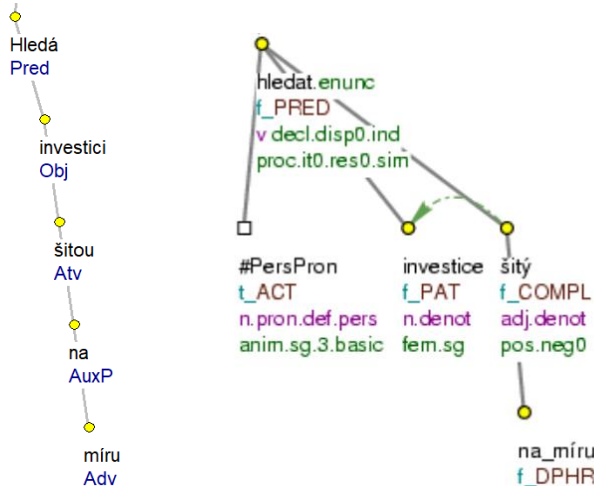 Hledá
Pred
investici
Obj
šitou
Atv
na
AuxP
míru
Adv
hledat.enunc
f_PRED
v decl.disp0.ind
proc.it0.res0.sim
#PersPron
t_ACT
n.pron.def.pers
anim.sg.3.basic
investice
f_PAT
n.denot
fem.sg
šitý
f_COMPL
adj.denot
pos.neg0
na_míru
f_DPHR